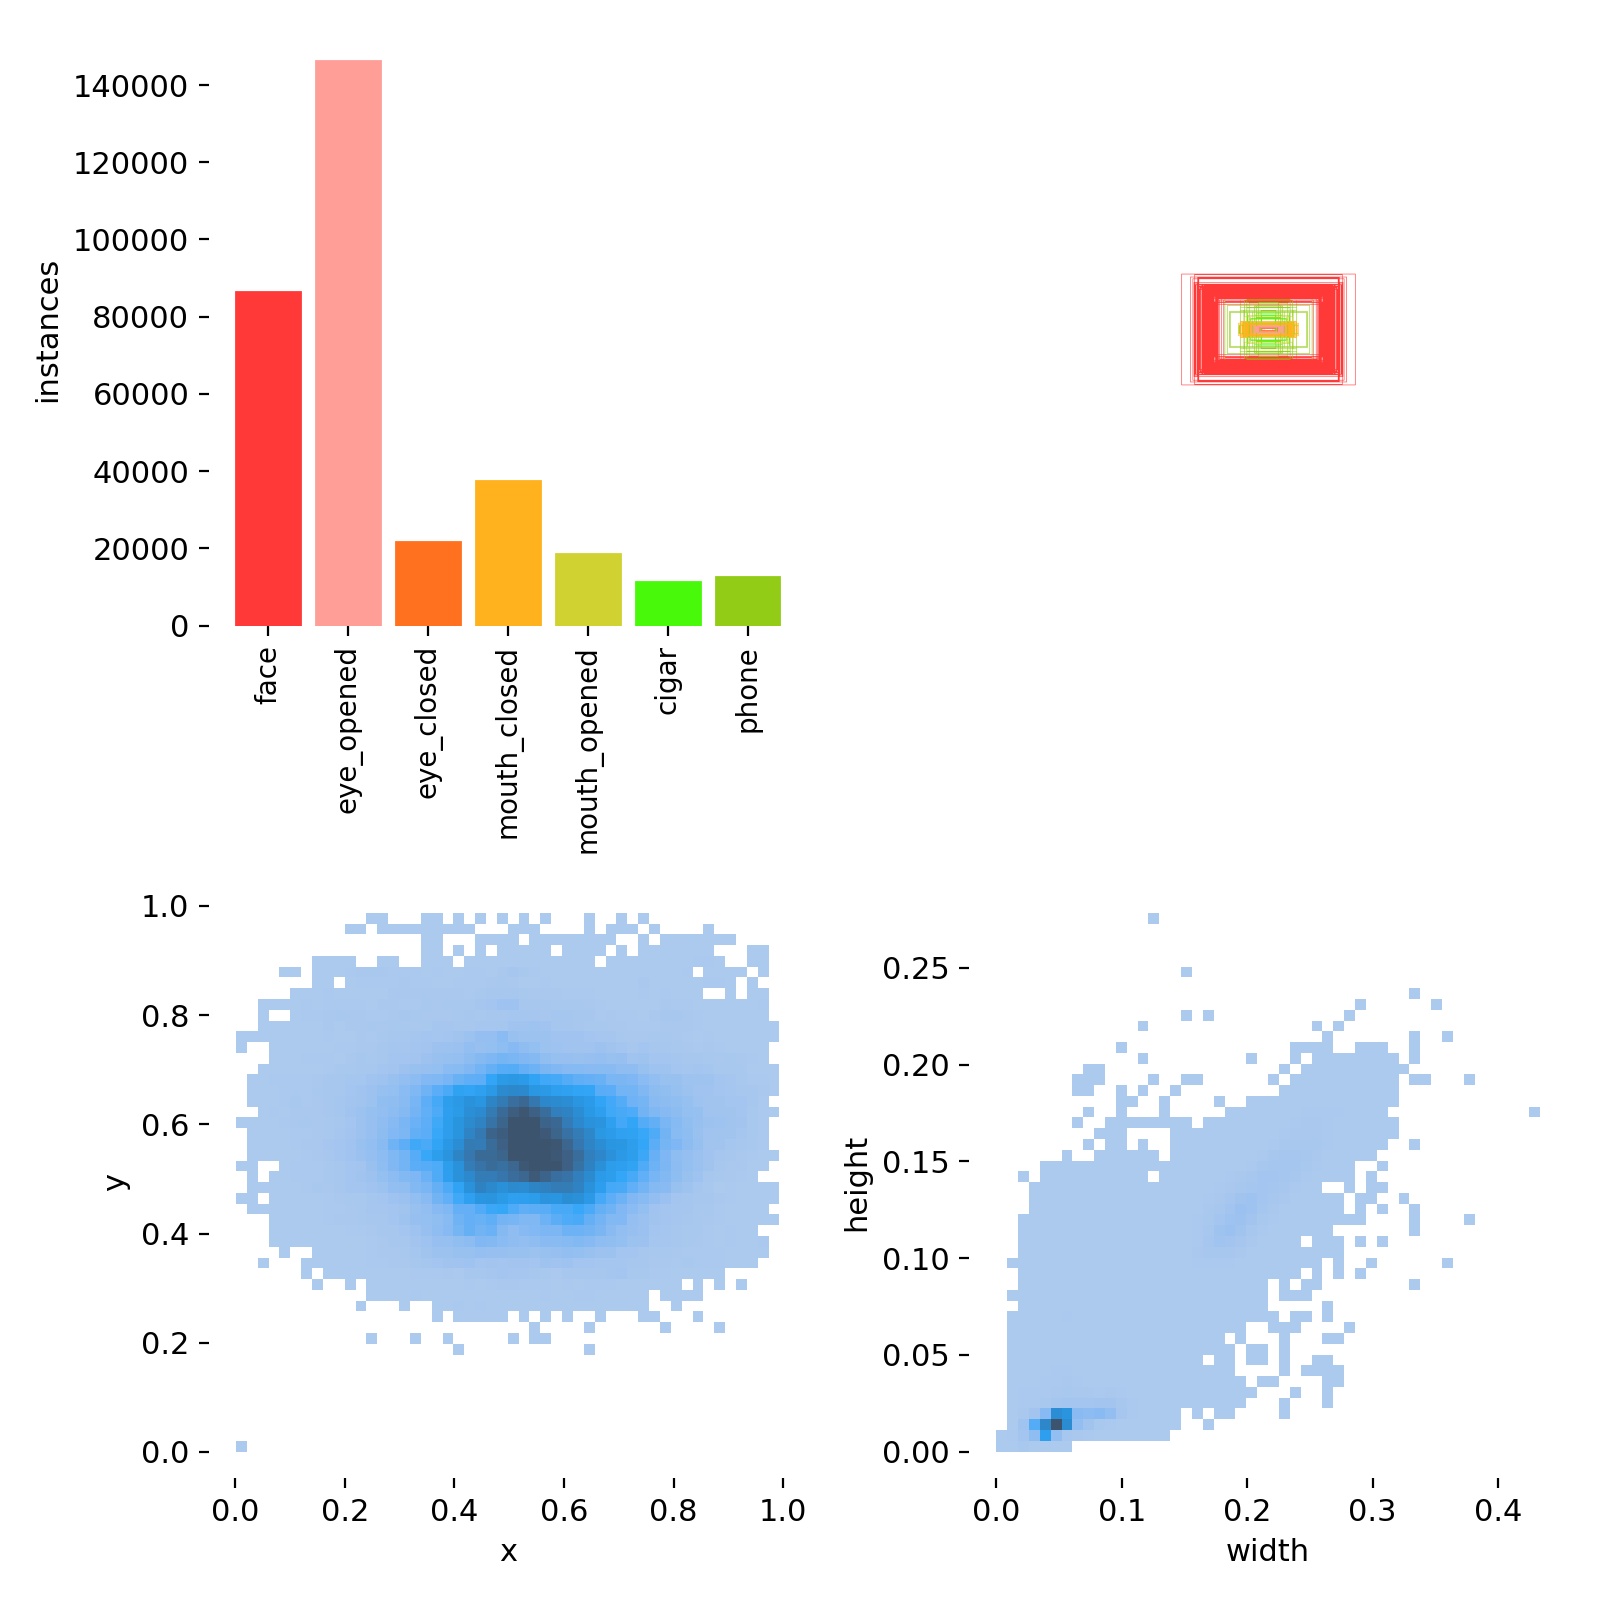 140000
120000
100000
80000
60000
40000
20000
0
instances
face
eye_opened
eye_closed
mouth_closed
mouth_opened
cigar
phone
1.0
0.8
0.6
0.4
0.2
0.0
y
0.0 0.2 0.4 0.6 0.8 1.0
x
0.25
0.20
0.15
0.10
0.05
0.00
height
0.0 0.1 0.2 0.3 0.4
width